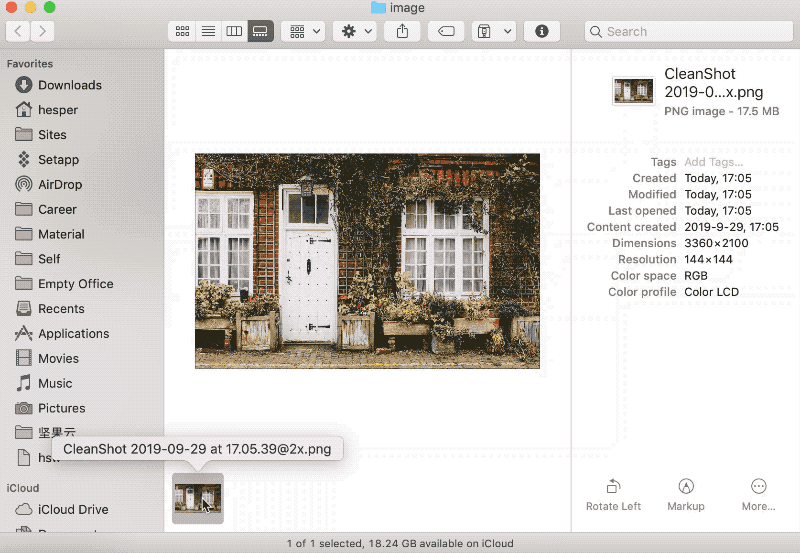 image
Search
Favorites
Downloads
hesper
Sites
Setapp
AirDrop
Career
Material
Self
Empty Office
Recents
Applications
Movies
Music
Pictures
坚果云
hsw
iCloud
iCloud Drive
CleanShot 2019-09-29 at 17.05.39@2x.png
CleanShot
2019-0...x.png
PNG image - 17.5 MB
Tags Add Tags...
Created Today, 17:05
Modified Today, 17:05
Last opened Today, 17:05
Content created 2019-9-29, 17:05
Dimensions 3360×2100
Resolution 144×144
Color space RGB
Color profile Color LCD
Rotate Left
Markup
More...
1 of 1 selected, 18.24 GB available on iCloud